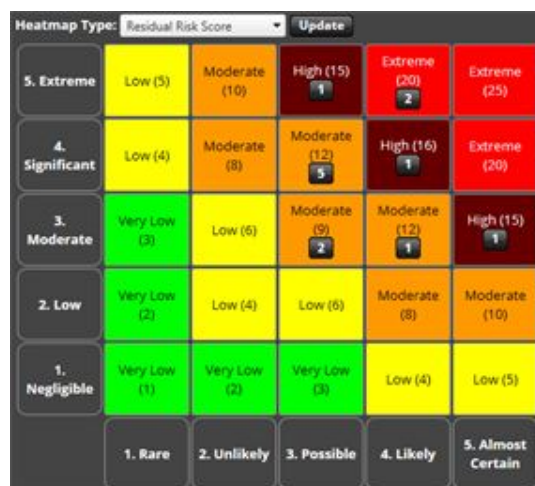 Heatmap Type: Residual Risk Score Update
5. Extreme
Low (5)
Moderate
(10)
High (15)
1
Extreme
(20)
2
Extreme
(25)
4.
Significant
Low (4)
Moderate
(8)
Moderate
(12)
5
High (16)
1
Extreme
(20)
3.
Moderate
Very Low
(3)
Low (6)
Moderate
(9)
2
Moderate
(12)
1
High (15)
1
2. Low
Very Low
(2)
Low (4)
Low (6)
Moderate
(8)
Moderate
(10)
1.
Negligible
Very Low
(1)
Very Low
(2)
Very Low
(3)
Low (4)
Low (5)
1. Rare
2. Unlikely
3. Possible
4. Likely
5. Almost
Certain